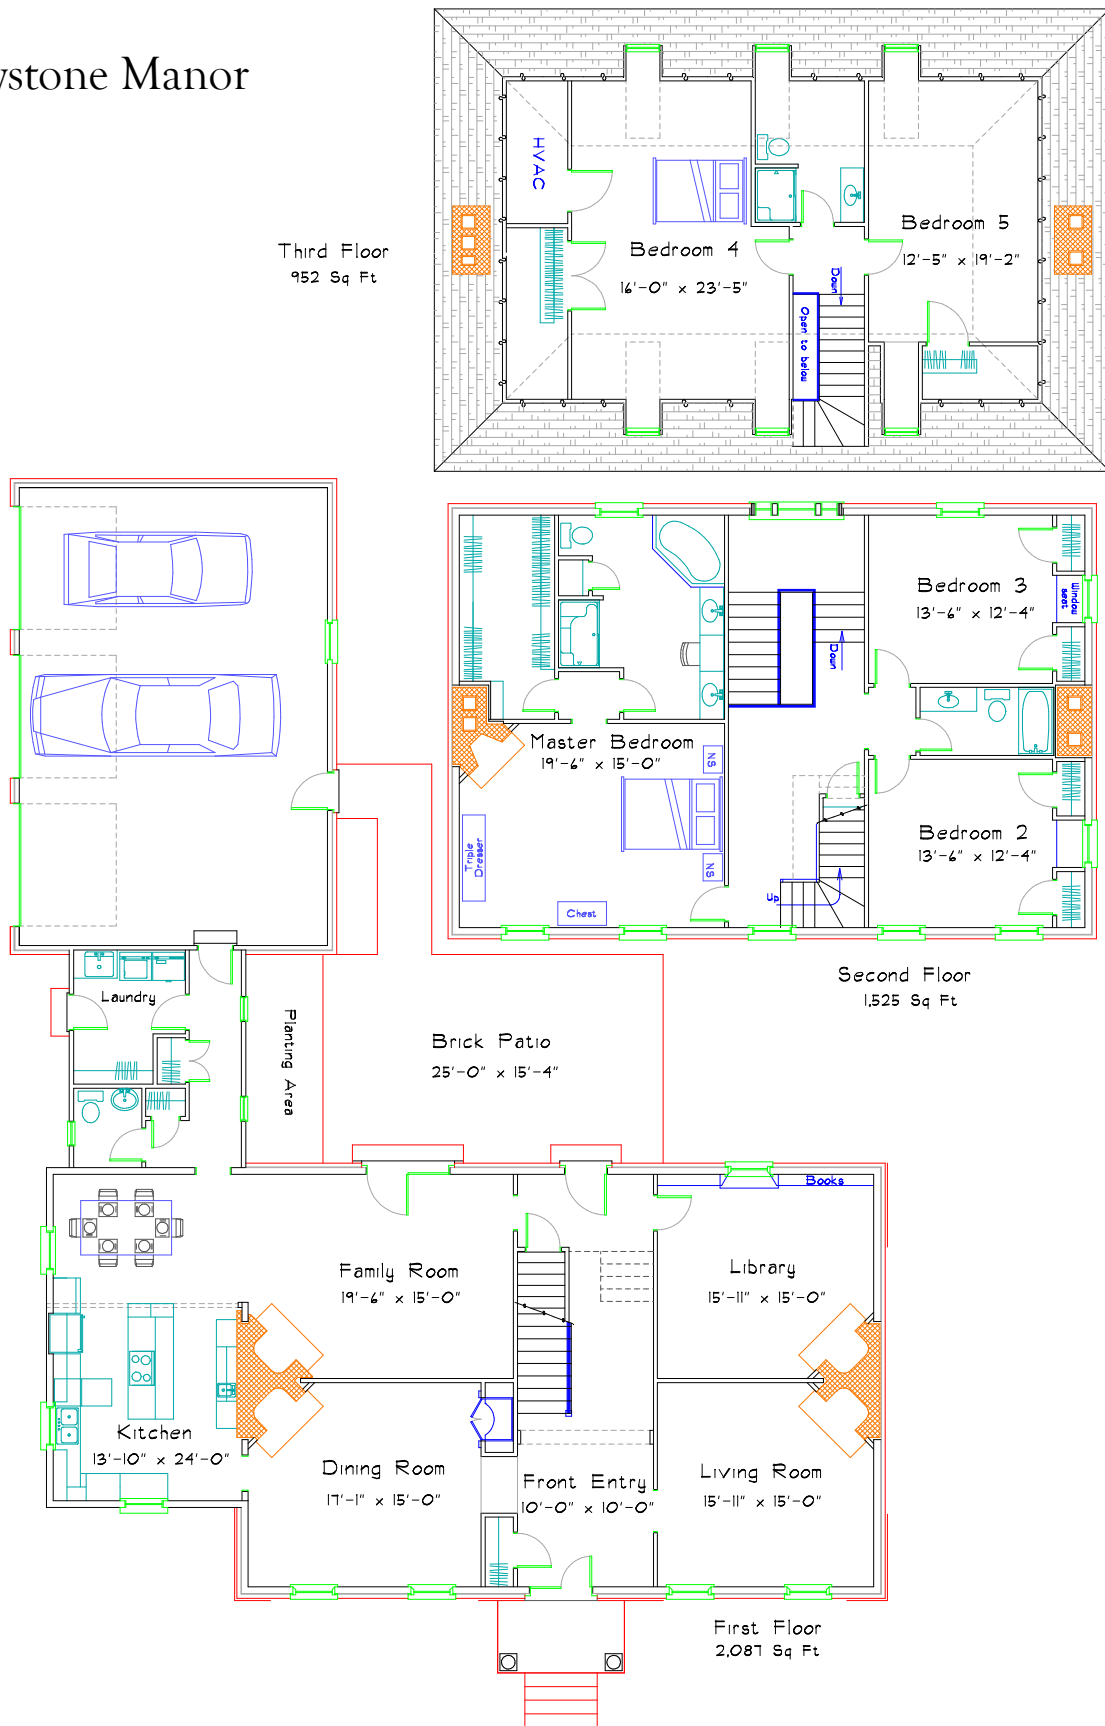 ystone Manor
Third Floor
952 Sq Ft
HVAC
Bedroom 4
16'-0" x 23'-5"
Bedroom 5
12'-5" x 19'-2"
Down
Open to below
Bedroom 3
13'-6" x 12'-4"
Window
seat
Down
Master Bedroom
19'-6" x 15'-0"
NS
NS
Triple
Dresser
Chest
Up
Bedroom 2
13'-6" x 12'-4"
Second Floor
1,525 Sq Ft
Laundry
Planting Area
Brick Patio
25'-0" x 15'-4"
Books
Family Room
19'-6" x 15'-0"
Library
15'-11" x 15'-0"
Kitchen
13'-10" x 24'-0"
Dining Room
17'-1" x 15'-0"
Front Entry
10'-0" x 10'-0"
Living Room
15'-11" x 15'-0"
First Floor
2,087 Sq Ft